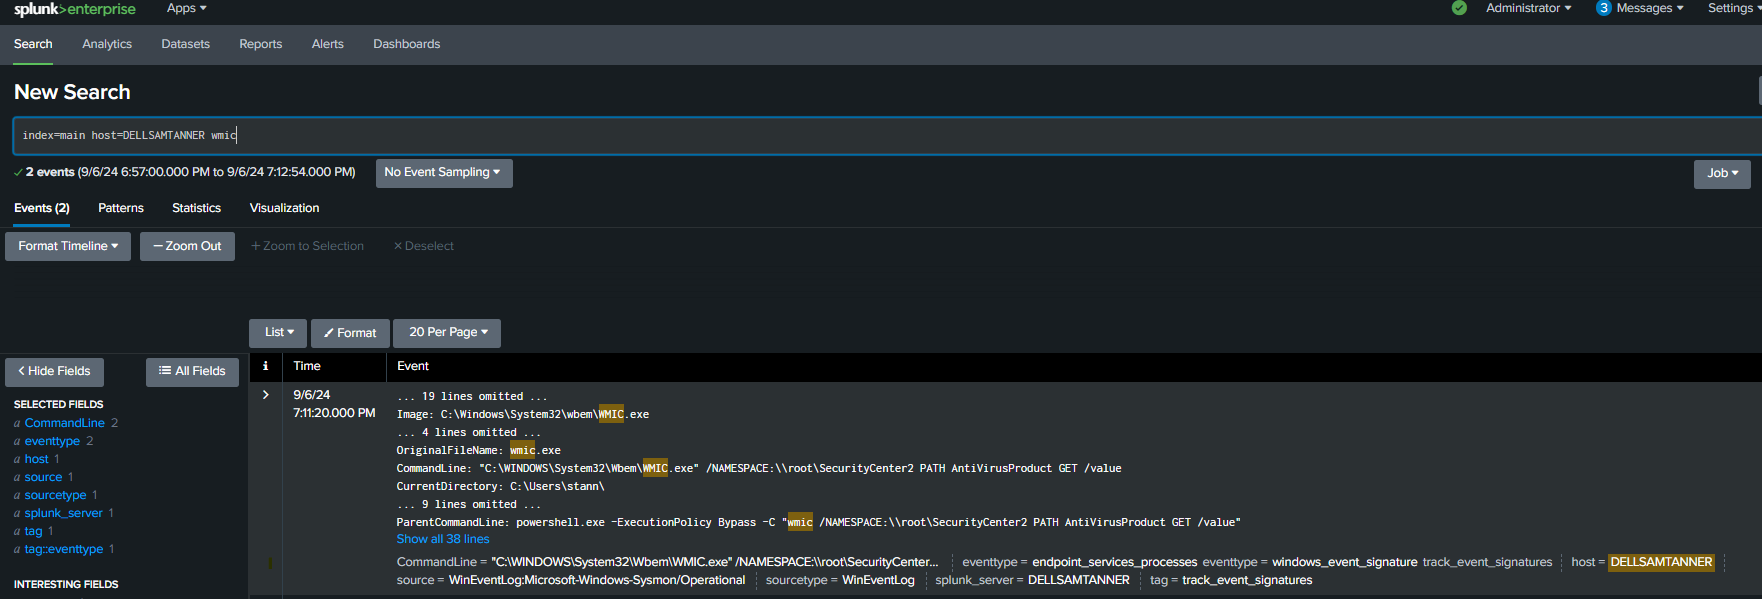 splunk>enterprise Apps Administrator 3 Messages Settings
Search Analytics Datasets Reports Alerts Dashboards
New Search
index=main host=DELLSAMTANNER wmic
2 events (9/6/24 6:57:00.000 PM to 9/6/24 7:12:54.000 PM) No Event Sampling Job
Events (2) Patterns Statistics Visualization
Format Timeline — Zoom Out + Zoom to Selection × Deselect
List Format 20 Per Page
< Hide Fields All Fields i Time Event
SELECTED FIELDS
a CommandLine 2
a eventtype 2
a host 1
a source 1
a sourcetype 1
a splunk_server 1
a tag 1
a tag::eventtype 1
INTERESTING FIELDS
> 9/6/24
7:11:20.000 PM
... 19 lines omitted ...
Image: C:\Windows\System32\wbem\WMIC.exe
... 4 lines omitted ...
OriginalFileName: wmic.exe
CommandLine: "C:\WINDOWS\System32\Wbem\WMIC.exe" /NAMESPACE:\\root\SecurityCenter2 PATH AntiVirusProduct GET /value
CurrentDirectory: C:\Users\stann\
... 9 lines omitted ...
ParentCommandLine: powershell.exe -ExecutionPolicy Bypass -C "wmic /NAMESPACE:\\root\SecurityCenter2 PATH AntiVirusProduct GET /value"
Show all 38 lines
CommandLine = "C:\WINDOWS\System32\Wbem\WMIC.exe" /NAMESPACE:\\root\SecurityCenter... eventtype = endpoint_services_processes eventtype = windows_event_signature track_event_signatures host = DELLSAMTANNER
source = WinEventLog:Microsoft-Windows-Sysmon/Operational sourcetype = WinEventLog splunk_server = DELLSAMTANNER tag = track_event_signatures